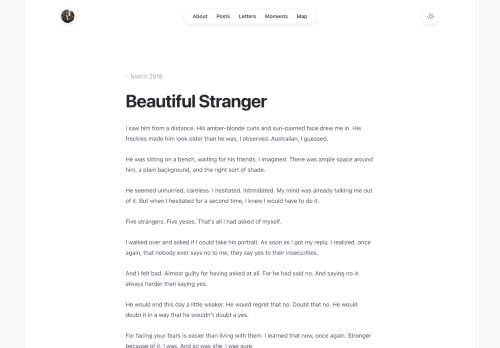 About Posts Letters Moments Map
March 2018
Beautiful Stranger
I saw him from a distance. His amber-blonde curls and sun-painted face drew me in. His
freckles made him look older than he was, I observed. Australian, I guessed.
He was sitting on a bench, waiting for his friends, I imagined. There was ample space around
him, a plain background, and the right sort of shade.
He seemed unhurried, careless. I hesitated. Intimidated. My mind was already talking me out
of it. But when I hesitated for a second time, I knew I would have to do it.
Five strangers. Five yeses. That's all I had asked of myself.
I walked over and asked if I could take his portrait. As soon as I got my reply, I realized, once
again, that nobody ever says no to me, they say yes to their insecurities.
And I felt bad. Almost guilty for having asked at all. For he had said no. And saying no is
always harder than saying yes.
He would end this day a little weaker. He would regret that no. Doubt that no. He would
doubt it in a way that he wouldn't doubt a yes.
For facing your fears is easier than living with them. I learned that now, once again. Stronger
because of it, I was. And so was she, I was sure.